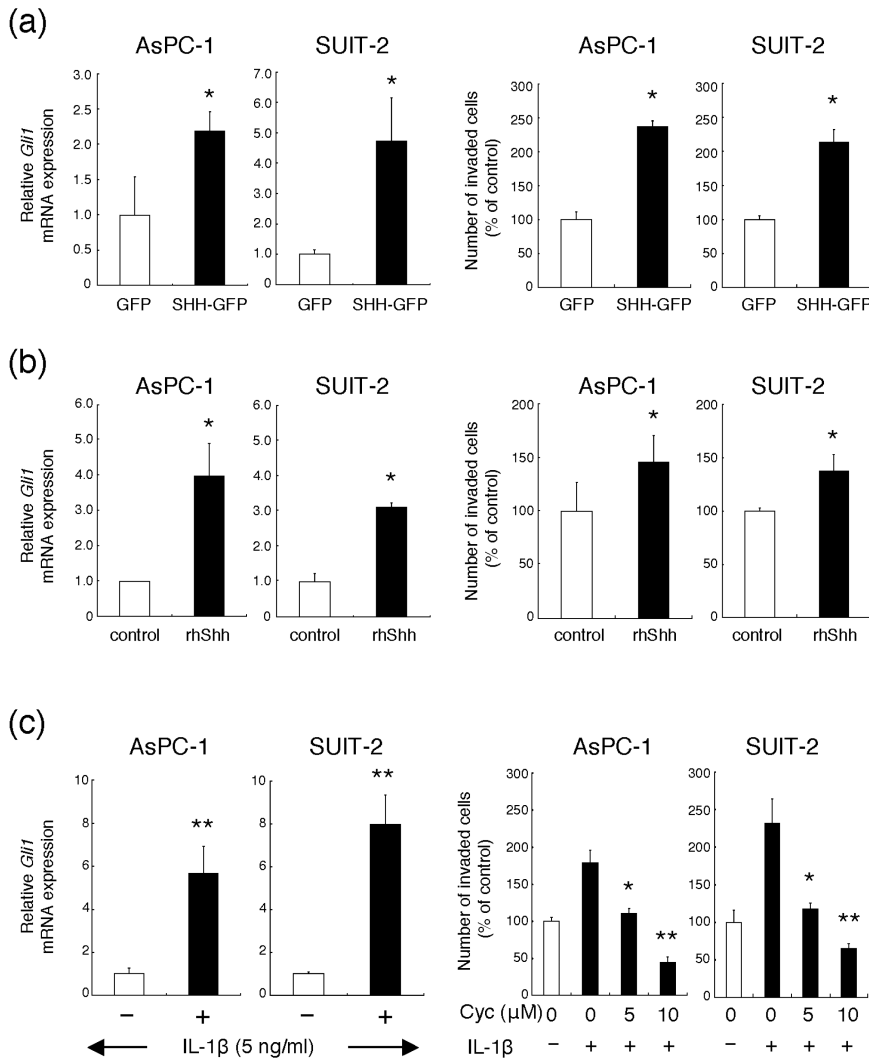 (a)
AsPC-1
SUIT-2
AsPC-1
SUIT-2
Relative Gli1
mRNA expression
3.0
2.5
2.0
1.5
1.0
0.5
0
*
GFP
SHH-GFP
7.0
6.0
5.0
4.0
3.0
2.0
1.0
0
*
GFP
SHH-GFP
Number of invaded cells
(% of control)
300
250
200
150
100
50
0
*
GFP
SHH-GFP
300
250
200
150
100
50
0
*
GFP
SHH-GFP
(b)
AsPC-1
SUIT-2
AsPC-1
SUIT-2
Relative Gli1
mRNA expression
6.0
5.0
4.0
3.0
2.0
1.0
0
*
control
rhShh
6.0
5.0
4.0
3.0
2.0
1.0
0
*
control
rhShh
Number of invaded cells
(% of control)
200
150
100
50
0
*
control
rhShh
200
150
100
50
0
*
control
rhShh
(c)
AsPC-1
SUIT-2
AsPC-1
SUIT-2
Relative Gli1
mRNA expression
10
8
6
4
2
0
**
− +
10
8
6
4
2
0
**
− +
IL-1β (5 ng/ml)
Number of invaded cells
(% of control)
300
250
200
150
100
50
0
*
**
300
250
200
150
100
50
0
*
**
Cyc (μM) 0 0 5 10 0 0 5 10
IL-1β − + + + − + + +